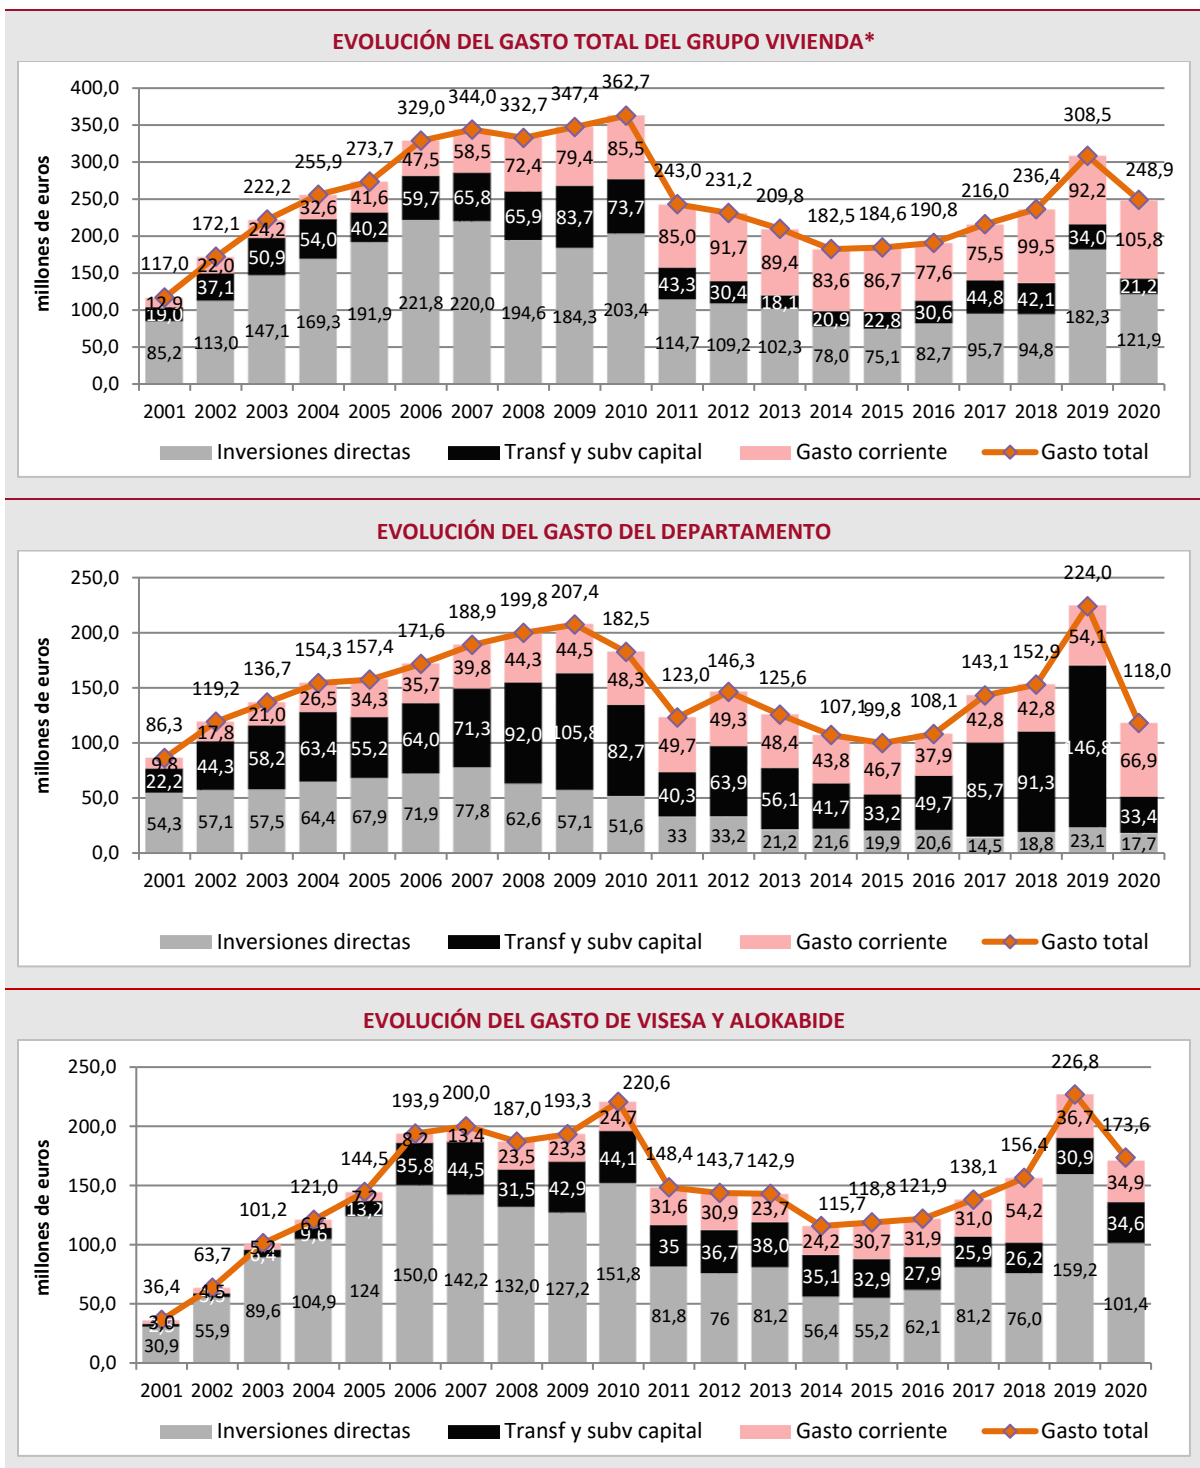 EVOLUCIÓN DEL GASTO TOTAL DEL GRUPO VIVIENDA*
millones de euros
400,0
350,0
300,0
250,0
200,0
150,0
100,0
50,0
0,0
117,0 172,1 222,2 255,9 273,7 329,0 344,0 332,7 347,4 362,7 243,0 231,2 209,8 182,5 184,6 190,8 216,0 236,4 308,5 248,9
12,9 22,0 24,2 32,6 41,6 47,5 58,5 72,4 79,4 85,5 85,0 91,7 89,4 83,6 86,7 77,6 75,5 99,5 92,2 105,8
19,0 37,1 50,9 54,0 40,2 59,7 65,8 65,9 83,7 73,7 43,3 30,4 18,1 20,9 22,8 30,6 44,8 42,1 34,0 21,2
85,2 113,0 147,1 169,3 191,9 221,8 220,0 194,6 184,3 203,4 114,7 109,2 102,3 78,0 75,1 82,7 95,7 94,8 182,3 121,9
2001 2002 2003 2004 2005 2006 2007 2008 2009 2010 2011 2012 2013 2014 2015 2016 2017 2018 2019 2020
Inversiones directas Transf y subv capital Gasto corriente Gasto total
EVOLUCIÓN DEL GASTO DEL DEPARTAMENTO
millones de euros
250,0
200,0
150,0
100,0
50,0
0,0
86,3 119,2 136,7 154,3 157,4 171,6 188,9 199,8 207,4 182,5 123,0 146,3 125,6 107,1 99,8 108,1 143,1 152,9 224,0 118,0
9,8 17,8 21,0 26,5 34,3 35,7 39,8 44,3 44,5 48,3 49,7 49,3 48,4 43,8 46,7 37,9 42,8 42,8 54,1 66,9
22,2 44,3 58,2 63,4 55,2 64,0 71,3 92,0 105,8 82,7 40,3 63,9 56,1 41,7 33,2 49,7 85,7 91,3 146,8 33,4
54,3 57,1 57,5 64,4 67,9 71,9 77,8 62,6 57,1 51,6 33 33,2 21,2 21,6 19,9 20,6 14,5 18,8 23,1 17,7
2001 2002 2003 2004 2005 2006 2007 2008 2009 2010 2011 2012 2013 2014 2015 2016 2017 2018 2019 2020
Inversiones directas Transf y subv capital Gasto corriente Gasto total
EVOLUCIÓN DEL GASTO DE VISESA Y ALOKABIDE
millones de euros
250,0
200,0
150,0
100,0
50,0
0,0
36,4 63,7 101,2 121,0 144,5 193,9 200,0 187,0 193,3 220,6 148,4 143,7 142,9 115,7 118,8 121,9 138,1 156,4 226,8 173,6
3,0 4,5 5,2 6,6 7,2 8,2 13,4 23,5 23,3 24,7 31,6 30,9 23,7 24,2 30,7 31,9 31,0 54,2 36,7 34,9
6,4 9,6 13,2 35,8 44,5 31,5 42,9 44,1 35 36,7 38,0 35,1 32,9 27,9 25,9 26,2 30,9 34,6
30,9 55,9 89,6 104,9 124 150,0 142,2 132,0 127,2 151,8 81,8 76 81,2 56,4 55,2 62,1 81,2 76,0 159,2 101,4
2001 2002 2003 2004 2005 2006 2007 2008 2009 2010 2011 2012 2013 2014 2015 2016 2017 2018 2019 2020
Inversiones directas Transf y subv capital Gasto corriente Gasto total